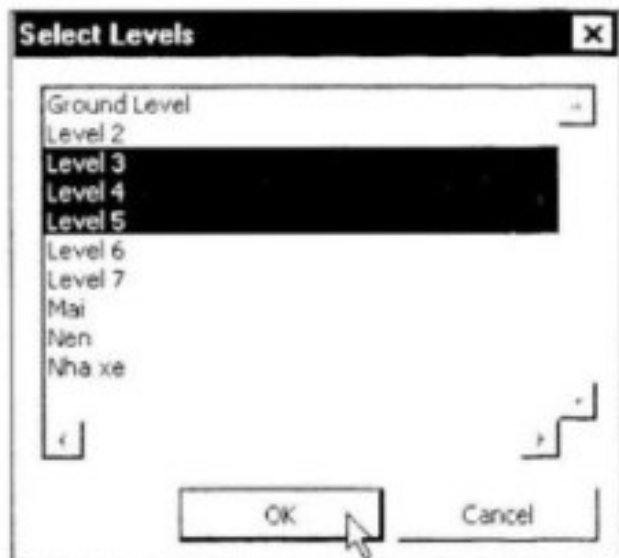 Select Levels
Ground Level
Level 2
Level 3
Level 4
Level 5
Level 6
Level 7
Mai
Nen
Nha xe
OK
Cancel